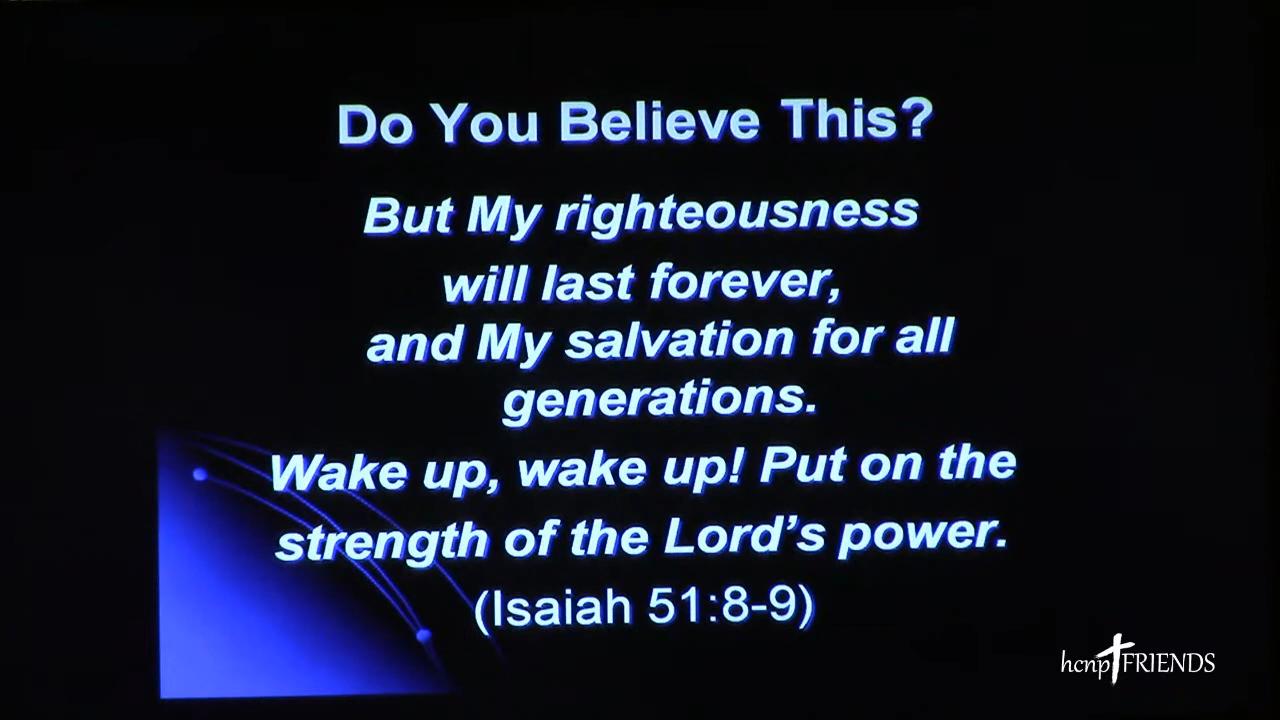 Do You Believe This?
But My righteousness
will last forever,
and My salvation for all
generations.
Wake up, wake up! Put on the
strength of the Lord’s power.
(Isaiah 51:8-9)
hcnp FRIENDS